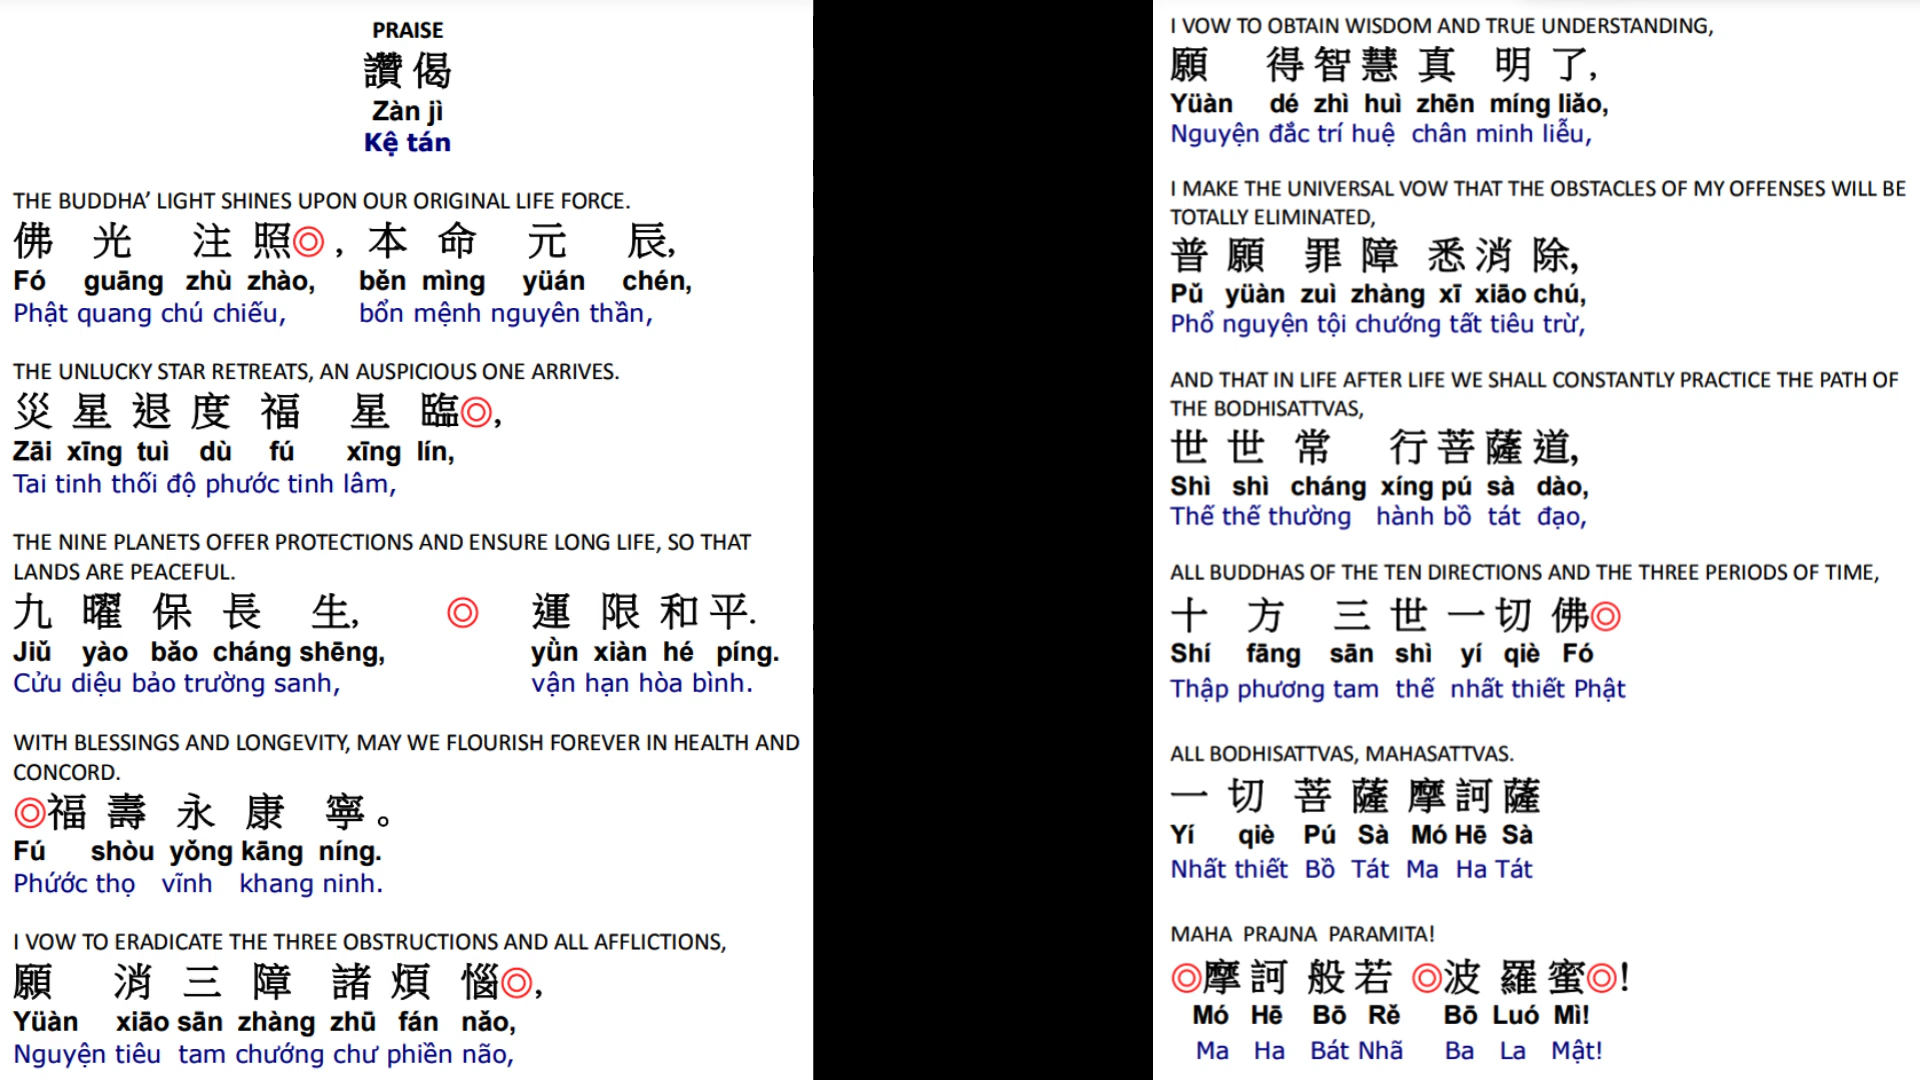 PRAISE
讚偈
Zàn jì
Kệ tán
THE BUDDHA’ LIGHT SHINES UPON OUR ORIGINAL LIFE FORCE.
佛 光 注 照◎, 本 命 元 辰,
Fó guāng zhù zhào, běn mìng yüán chén,
Phật quang chú chiếu, bổn mệnh nguyên thần,
THE UNLUCKY STAR RETREATS, AN AUSPICIOUS ONE ARRIVES.
災 星 退 度 福 星 臨◎,
Zāi xīng tuì dù fú xīng lín,
Tai tinh thối độ phước tinh lâm,
THE NINE PLANETS OFFER PROTECTIONS AND ENSURE LONG LIFE, SO THAT
LANDS ARE PEACEFUL.
九 曜 保 長 生, ◎ 運 限 和 平.
Jiǔ yào bǎo cháng shēng, yǜn xiàn hé píng.
Cửu diệu bảo trường sanh, vận hạn hòa bình.
WITH BLESSINGS AND LONGEVITY, MAY WE FLOURISH FOREVER IN HEALTH AND
CONCORD.
◎福 壽 永 康 寧。
Fú shòu yǒng kāng níng.
Phứớc thọ vĩnh khang ninh.
I VOW TO ERADICATE THE THREE OBSTRUCTIONS AND ALL AFFLICTIONS,
願 消 三 障 諸 煩 惱◎,
Yüàn xiāo sān zhàng zhū fán nǎo,
Nguyện tiêu tam chướng chư phiền não,
I VOW TO OBTAIN WISDOM AND TRUE UNDERSTANDING,
願 得 智 慧 真 明 了,
Yüàn dé zhì huì zhēn míng liǎo,
Nguyện đắc trí huệ chân minh liễu,
I MAKE THE UNIVERSAL VOW THAT THE OBSTACLES OF MY OFFENSES WILL BE
TOTALLY ELIMINATED,
普 願 罪 障 悉 消 除,
Pǔ yüàn zuì zhàng xī xiāo chú,
Phổ nguyện tội chướng tất tiêu trừ,
AND THAT IN LIFE AFTER LIFE WE SHALL CONSTANTLY PRACTICE THE PATH OF
THE BODHISATTVAS,
世 世 常 行 菩 薩 道,
Shì shì cháng xíng pú sà dào,
Thế thế thường hành bồ tát đạo,
ALL BUDDHAS OF THE TEN DIRECTIONS AND THE THREE PERIODS OF TIME,
十 方 三 世 一 切 佛◎
Shí fāng sān shì yí qiè Fó
Thập phương tam thế nhất thiết Phật
ALL BODHISATTVAS, MAHASATTVAS.
一 切 菩 薩 摩 訶 薩
Yí qiè Pú Sà Mó Hē Sà
Nhất thiết Bồ Tát Ma Ha Tát
MAHA PRAJNA PARAMITA!
◎摩 訶 般 若 ◎波 羅 蜜◎!
Mó Hē Bō Rě Bō Luó Mì!
Ma Ha Bát Nhã Ba La Mật!